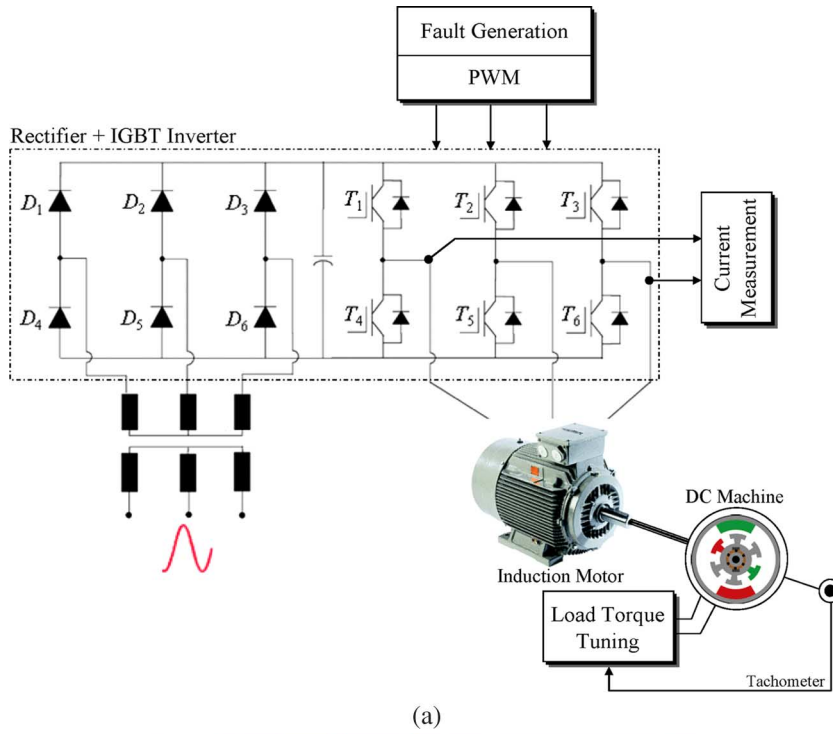 Fault Generation
PWM
Rectifier + IGBT Inverter
D1
D2
D3
T1
T2
T3
Current
Measurement
D4
D5
D6
T4
T5
T6
DC Machine
Induction Motor
Load Torque
Tuning
Tachometer
(a)